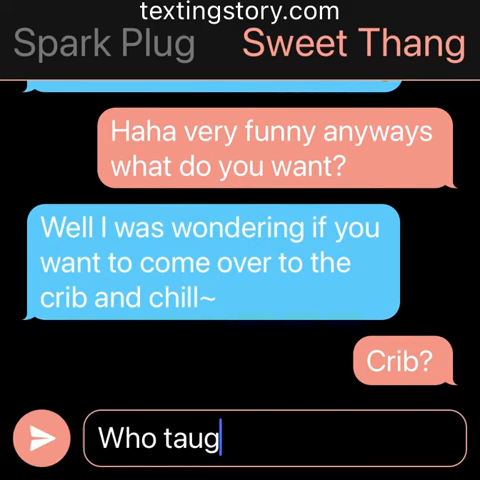 textingstory.com
Spark Plug Sweet Thang
Haha very funny anyways
what do you want?
Well I was wondering if you
want to come over to the
crib and chill~
Crib?
Who taug